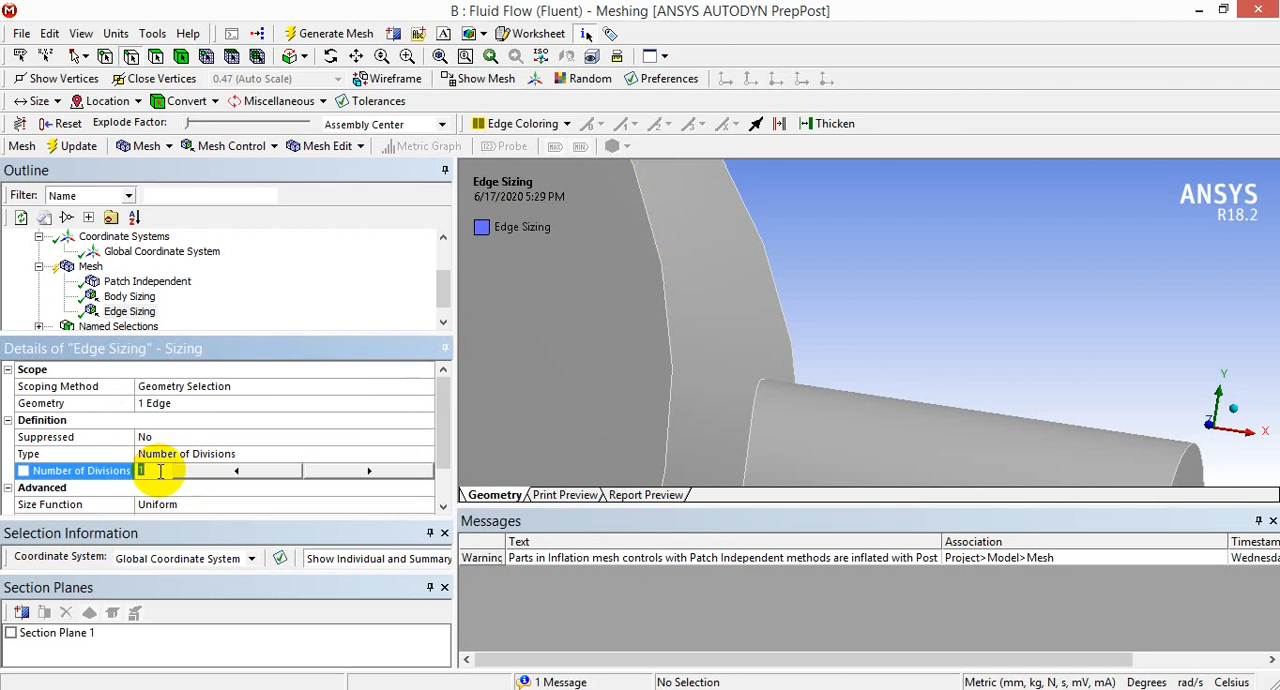 B : Fluid Flow (Fluent) - Meshing [ANSYS AUTODYN PrepPost]
File Edit View Units Tools Help Generate Mesh Worksheet
Show Vertices Close Vertices 0.47 (Auto Scale) Wireframe Show Mesh Random Preferences
Size Location Convert Miscellaneous Tolerances
Reset Explode Factor: Assembly Center Edge Coloring Thicken
Mesh Update Mesh Mesh Control Mesh Edit Metric Graph Probe
Outline
Filter: Name
Coordinate Systems
Global Coordinate System
Mesh
Patch Independent
Body Sizing
Edge Sizing
Named Selections
Details of "Edge Sizing" - Sizing
Scope
Scoping Method Geometry Selection
Geometry 1 Edge
Definition
Suppressed No
Type Number of Divisions
Number of Divisions 1
Advanced
Size Function Uniform
Selection Information
Coordinate System: Global Coordinate System Show Individual and Summary
Section Planes
Section Plane 1
Edge Sizing
6/17/2020 5:29 PM
Edge Sizing
ANSYS
R18.2
Y
Z
X
Geometry Print Preview Report Preview
Messages
Text Association Timestam
Warning Parts in Inflation mesh controls with Patch Independent methods are inflated with Post Project>Model>Mesh Wednesda
1 Message No Selection Metric (mm, kg, N, s, mV, mA) Degrees rad/s Celsius